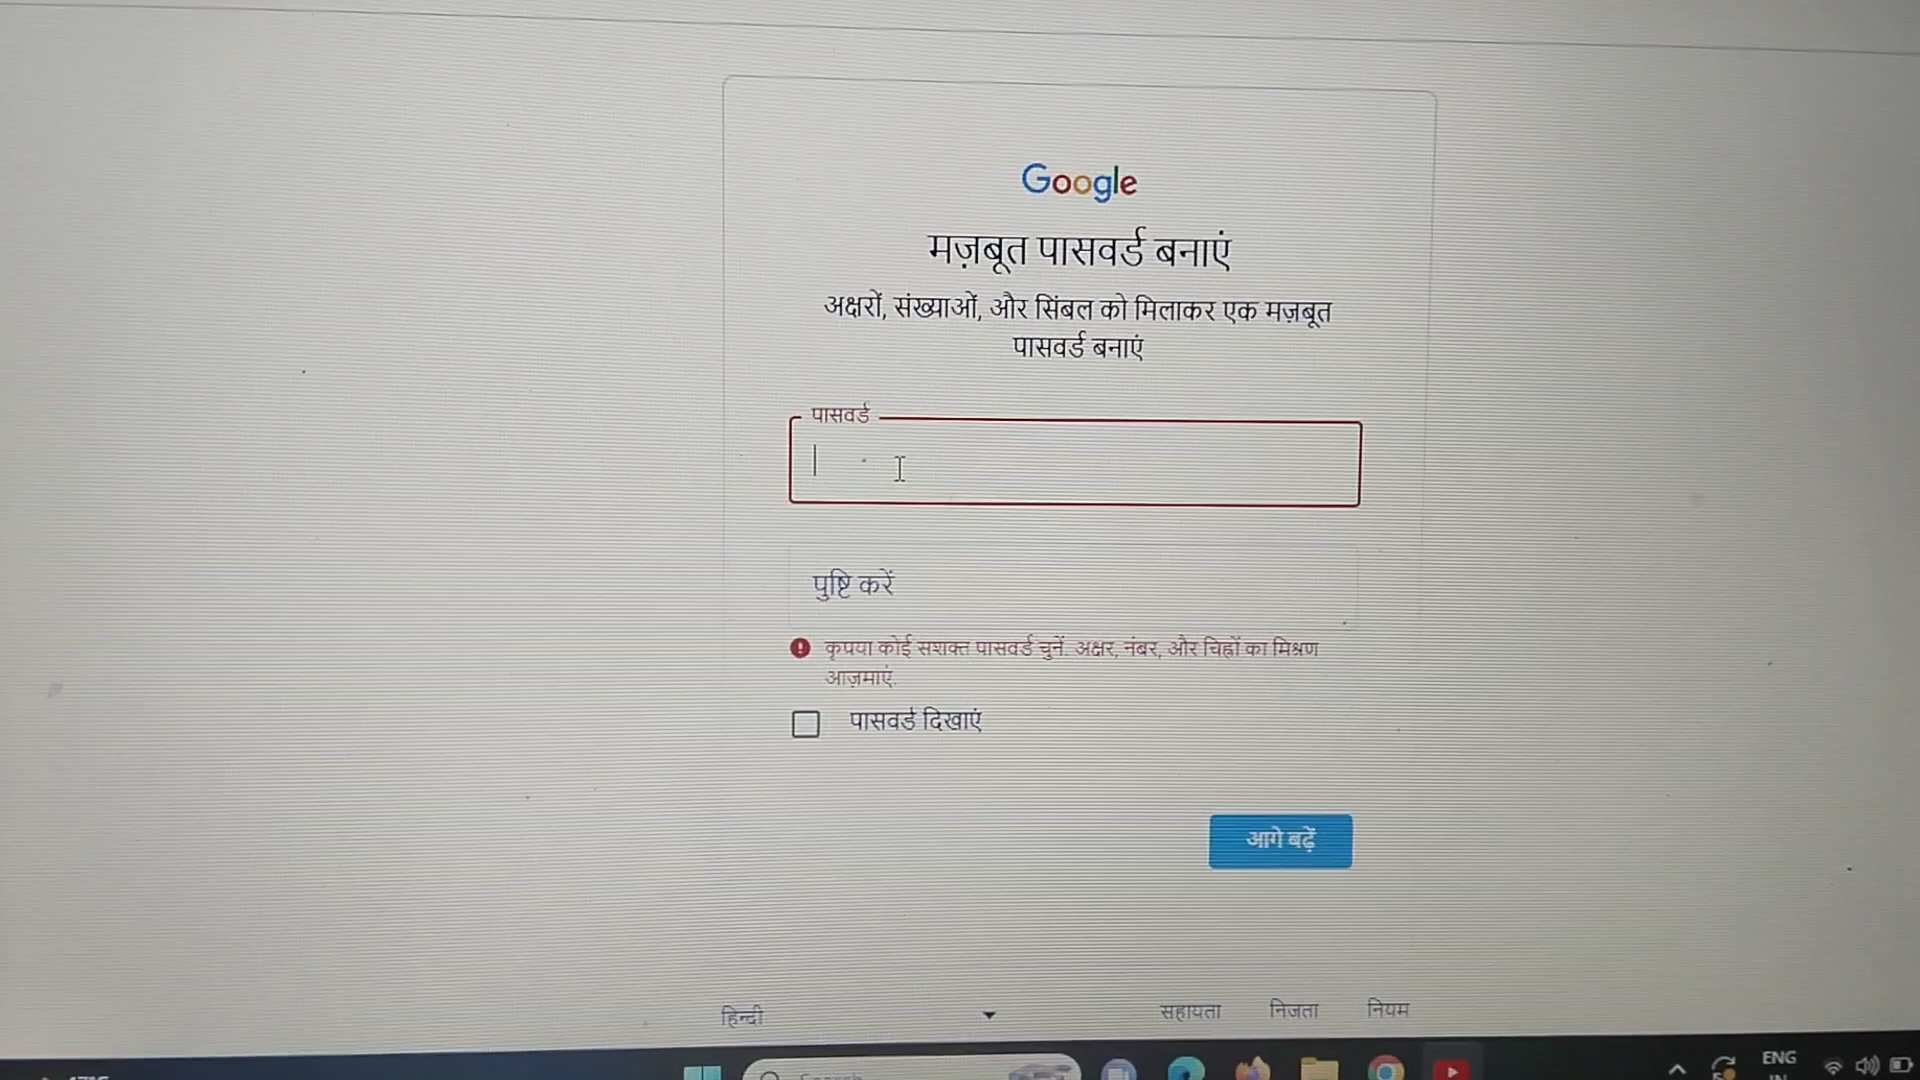 Google
मज़बूत पासवर्ड बनाएं
अक्षरों, संख्याओं, और सिंबल को मिलाकर एक मज़बूत
पासवर्ड बनाएं
पासवर्ड
पुष्टि करें
कृपया कोई सशक्त पासवर्ड चुनें. अक्षर, नंबर, और चिह्नों का मिश्रण
आज़माएं.
पासवर्ड दिखाएं
आगे बढ़ें
हिन्दी सहायता निजता नियम
ENG